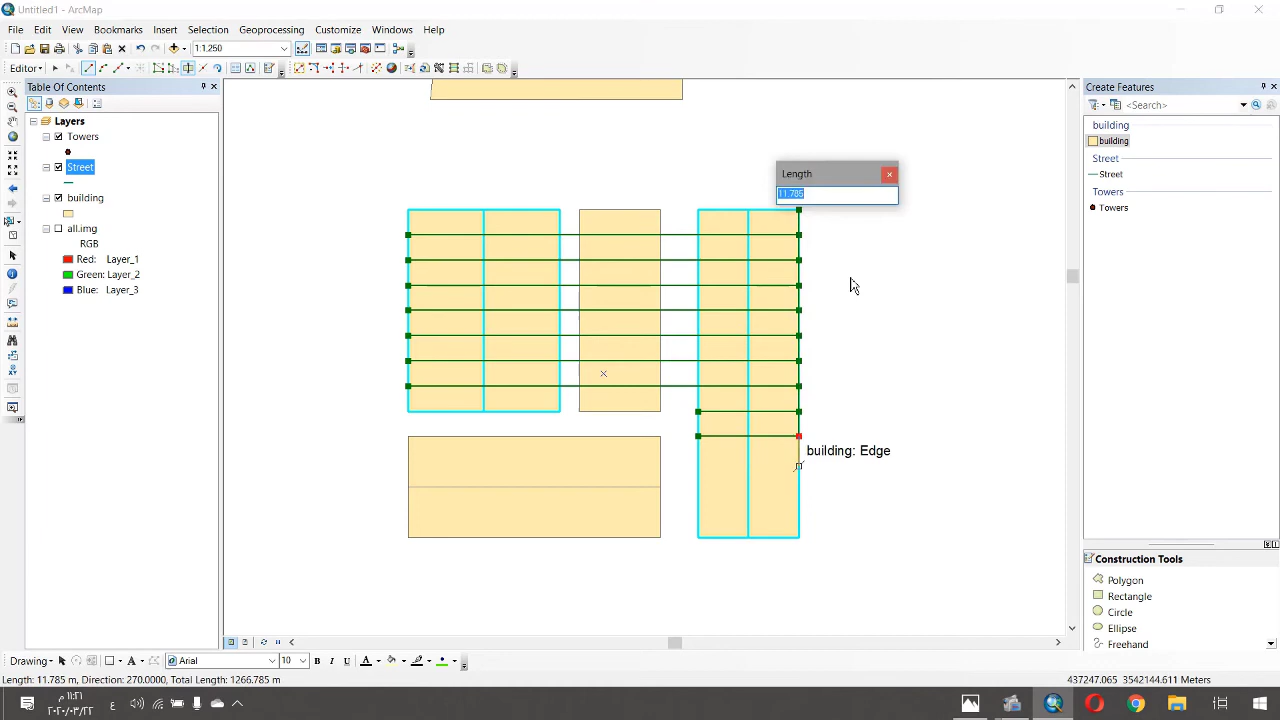 Untitled1 - ArcMap
File Edit View Bookmarks Insert Selection Geoprocessing Customize Windows Help
1:1,250
Editor
Table Of Contents
Layers
Towers
Street
building
all.img
RGB
Red: Layer_1
Green: Layer_2
Blue: Layer_3
Length
11.785
building: Edge
Create Features
<Search>
building
building
Street
Street
Towers
Towers
Construction Tools
Polygon
Rectangle
Circle
Ellipse
Freehand
Drawing
Arial
10
B I U A
Length: 11.785 m, Direction: 270.0000, Total Length: 1266.785 m
437247.065 3542144.611 Meters
ع